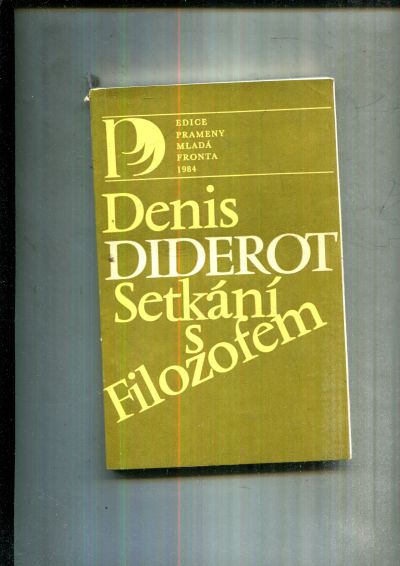 EDICE
PRAMENY
MLADÁ
FRONTA
1984
Denis
DIDEROT
Setkání
s
Filozofem